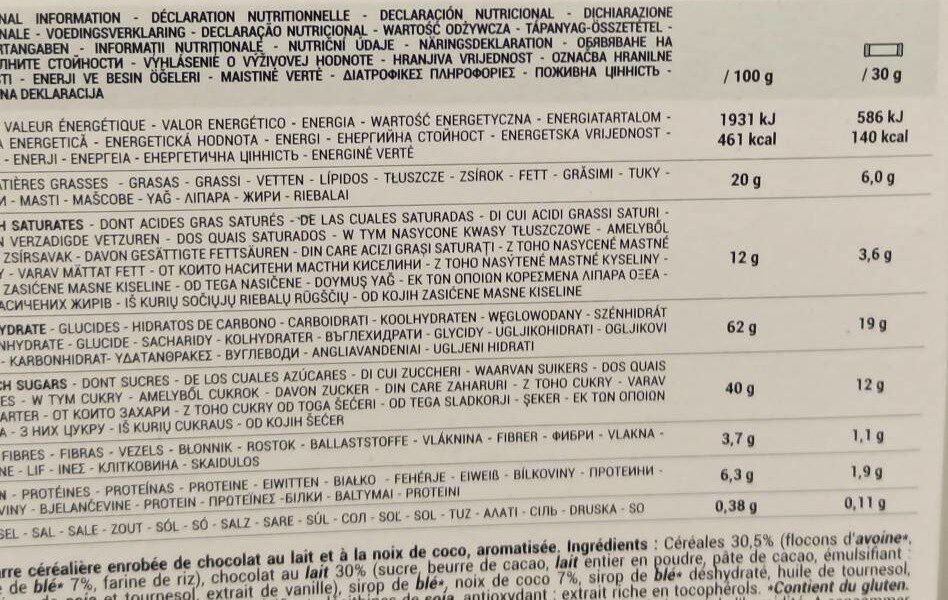 NAL INFORMATION - DÉCLARATION NUTRITIONNELLE - DECLARACIÓN NUTRICIONAL - DICHIARAZIONE
NALE - VOEDINGSVERKLARING - DECLARAÇÃO NUTRICIONAL - WARTOŚĆ ODŻYWCZA - TÁPANYAG-ÖSSZETÉTEL -
RTANGABEN - INFORMAȚII NUTRIȚIONALE - NUTRIČNÍ ÚDAJE - NÄRINGSDEKLARATION - ОБЯВЯВАНЕ НА
ЛНИТЕ СТОЙНОСТИ - VYHLÁSENIE O VÝŽIVOVEJ HODNOTE - HRANJIVA VRIJEDNOST - OZNAČBA HRANILNE
STI - ENERJI VE BESIN ÖĞELERI - MAISTINĖ VERTĖ - ΔΙΑΤΡΟΦΙΚΕΣ ΠΛΗΡΟΦΟΡΙΕΣ - ПОЖИВНА ЦІННІСТЬ -
NA DEKLARACIJA
/ 100 g / 30 g
VALEUR ÉNERGÉTIQUE - VALOR ENERGÉTICO - ENERGIA - WARTOŚĆ ENERGETYCZNA - ENERGIATARTALOM - 1931 kJ 586 kJ
A ENERGETICĂ - ENERGETICKÁ HODNOTA - ENERGI - ЕНЕРГИЙНА СТОЙНОСТ - ENERGETSKA VRIJEDNOST - 461 kcal 140 kcal
- ENERJI - ΕΝΕΡΓΕΙΑ - ЕНЕРГЕТИЧНА ЦІННІСТЬ - ENERGINĖ VERTĖ
TIÈRES GRASSES - GRASAS - GRASSI - VETTEN - LÍPIDOS - TŁUSZCZE - ZSÍROK - FETT - GRĂSIMI - TUKY - 20 g 6,0 g
И - MASTI - MAŠČOBE - YAĞ - ΛΙΠΑΡΑ - ЖИРИ - RIEBALAI
H SATURATES - DONT ACIDES GRAS SATURÉS - DE LAS CUALES SATURADAS - DI CUI ACIDI GRASSI SATURI -
N VERZADIGDE VETZUREN - DOS QUAIS SATURADOS - W TYM NASYCONE KWASY TŁUSZCZOWE - AMELYBŐL
ZSÍRSAVAK - DAVON GESÄTTIGTE FETTSÄUREN - DIN CARE ACIZI GRAȘI SATURAȚI - Z TOHO NASYCENÉ MASTNÉ 12 g 3,6 g
Y - VARAV MÄTTAT FETT - ОТ КОИТО НАСИТЕНИ МАСТНИ КИСЕЛИНИ - Z TOHO NASÝTENÉ MASTNÉ KYSELINY -
ZASIĆENE MASNE KISELINE - OD TEGA NASIČENE - DOYMUŞ YAĞ - ΕΚ ΤΩΝ ΟΠΟΙΩΝ ΚΟΡΕΣΜΕΝΑ ΛΙΠΑΡΑ ΟΞΕΑ -
АСИЧЕНИХ ЖИРІВ - IŠ KURIŲ SOČIŲJŲ RIEBALŲ RŪGŠČIŲ - OD KOJIH ZASIĆENE MASNE KISELINE
YDRATE - GLUCIDES - HIDRATOS DE CARBONO - CARBOIDRATI - KOOLHYDRATEN - WĘGLOWODANY - SZÉNHIDRÁT
NHYDRATE - GLUCIDE - SACHARIDY - KOLHYDRATER - ВЪГЛЕХИДРАТИ - GLYCIDY - UGLJIKOHIDRATI - OGLJIKOVI 62 g 19 g
- KARBONHIDRAT- ΥΔΑΤΑΝΘΡΑΚΕΣ - ВУГЛЕВОДИ - ANGLIAVANDENIAI - UGLJENI HIDRATI
CH SUGARS - DONT SUCRES - DE LOS CUALES AZÚCARES - DI CUI ZUCCHERI - WAARVAN SUIKERS - DOS QUAIS
ES - W TYM CUKRY - AMELYBŐL CUKROK - DAVON ZUCKER - DIN CARE ZAHARURI - Z TOHO CUKRY - VARAV 40 g 12 g
ARTER - ОТ КОИТО ЗАХАРИ - Z TOHO CUKRY OD TOGA ŠEĆERI - OD TEGA SLADKORJI - ŞEKER - ΕΚ ΤΩΝ ΟΠΟΙΩΝ
Α - З НИХ ЦУКРУ - IŠ KURIŲ CUKRAUS - OD KOJIH ŠEĆER
FIBRES - FIBRAS - VEZELS - BŁONNIK - ROSTOK - BALLASTSTOFFE - VLÁKNINA - FIBRER - ФИБРИ - VLAKNA - 3,7 g 1,1 g
NE - LIF - ΙΝΕΣ - КЛІТКОВИНА - SKAIDULOS
N - PROTÉINES - PROTEÍNAS - PROTEINE - EIWITTEN - BIAŁKO - FEHÉRJE - EIWEIß - BÍLKOVINY - ПРОТЕИНИ - 6,3 g 1,9 g
VINY - BJELANČEVINE - PROTEIN - ΠΡΩΤΕΪΝΕΣ -БІЛКИ - BALTYMAI - PROTEINI
SEL - SAL - SALE - ZOUT - SÓL - SÓ - SALZ - SARE - SŮL - СОЛ - SOĽ - SOL - TUZ - ΑΛΑΤΙ - СІЛЬ - DRUSKA - SO 0,38 g 0,11 g
rre céréalière enrobée de chocolat au lait et à la noix de coco, aromatisée. Ingrédients : Céréales 30,5% (flocons d'avoine*,
de blé* 7%, farine de riz), chocolat au lait 30% (sucre, beurre de cacao, lait entier en poudre, pâte de cacao, émulsifiant :
et tournesol, extrait de vanille), sirop de blé*, noix de coco 7%, sirop de blé* déshydraté, huile de tournesol,
soja, antioxydant : extrait riche en tocophérols. *Contient du gluten.